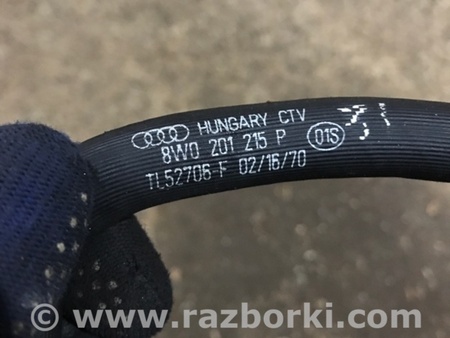 HUNGARY CTV
8W0 201 215 P 01S
TL52706-F 02/16/70
© www.razborki.com